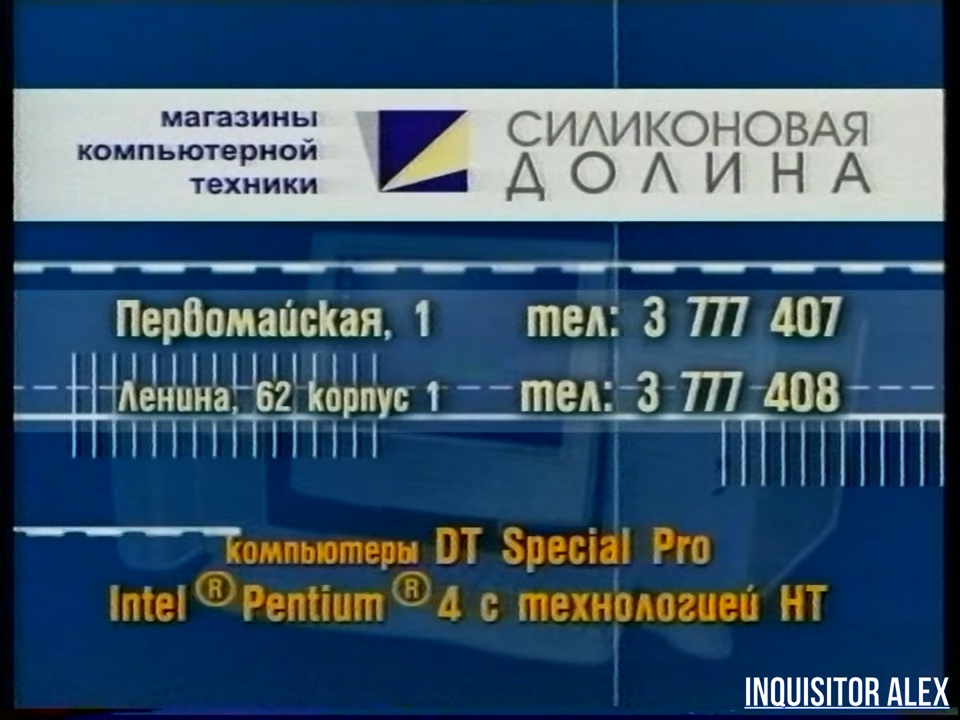 магазины
компьютерной
техники
СИЛИКОНОВАЯ
ДОЛИНА
Первомайская, 1 тел: 3 777 407
Ленина, 62 корпус 1 тел: 3 777 408
компьютеры DT Special Pro
Intel ® Pentium ® 4 с технологией HT
INQUISITOR ALEX